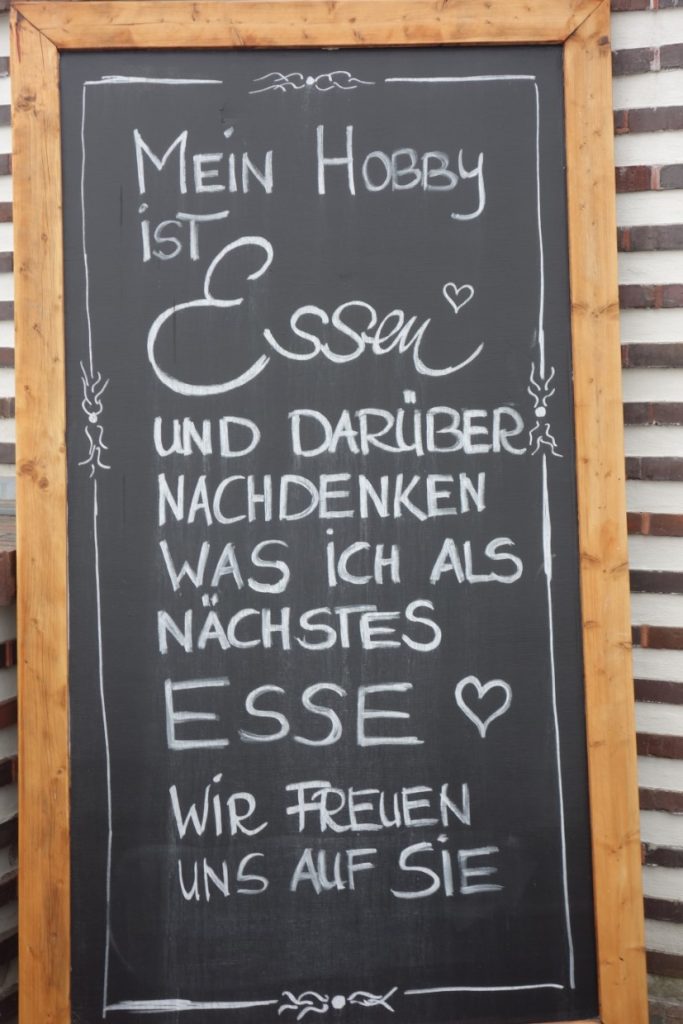 MEIN HOBBY
iST
Essen
UND DARÜBER
NACHDENKEN
WAS iCH ALS
NÄCHSTES
ESSE
WiR FREUEN
UNS AUF SiE